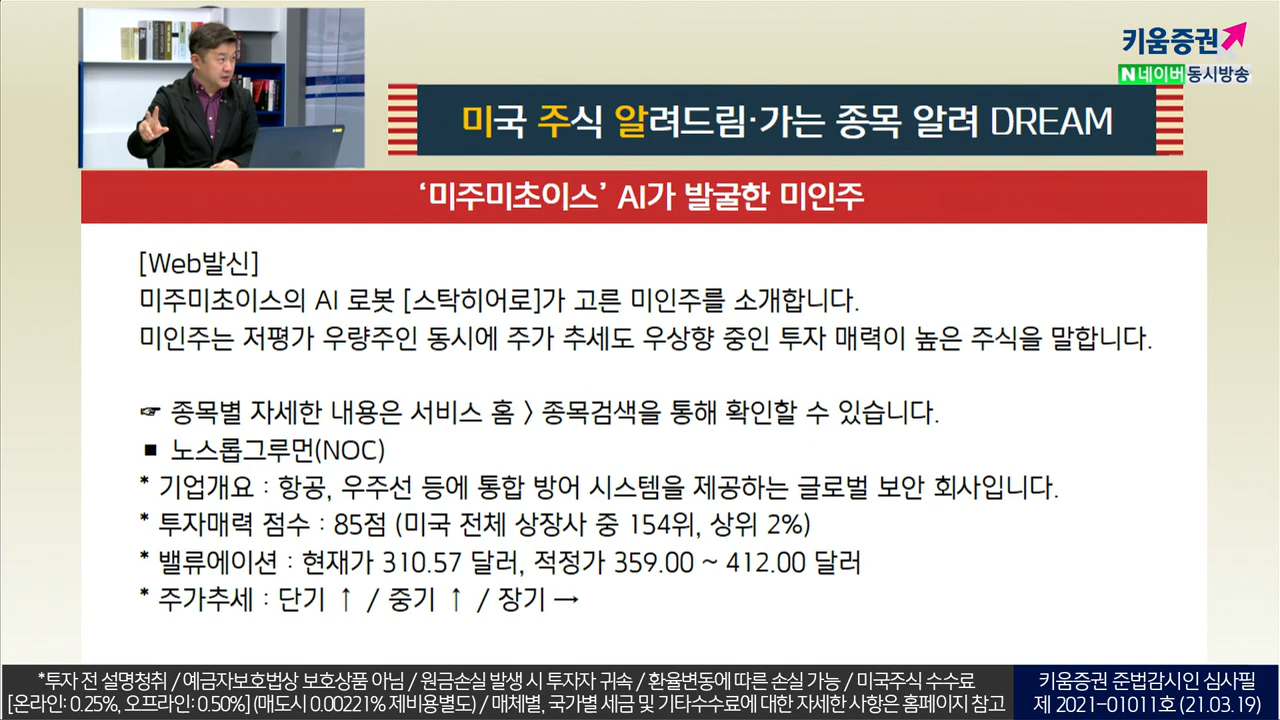 키움증권
N 네이버 동시방송
미국 주식 알려드림·가는 종목 알려 DREAM
‘미주미초이스’ AI가 발굴한 미인주
[Web발신]
미주미초이스의 AI 로봇 [스탁히어로]가 고른 미인주를 소개합니다.
미인주는 저평가 우량주인 동시에 주가 추세도 우상향 중인 투자 매력이 높은 주식을 말합니다.
☞ 종목별 자세한 내용은 서비스 홈 > 종목검색을 통해 확인할 수 있습니다.
■ 노스롭그루먼(NOC)
* 기업개요 : 항공, 우주선 등에 통합 방어 시스템을 제공하는 글로벌 보안 회사입니다.
* 투자매력 점수 : 85점 (미국 전체 상장사 중 154위, 상위 2%)
* 밸류에이션 : 현재가 310.57 달러, 적정가 359.00 ~ 412.00 달러
* 주가추세 : 단기 ↑ / 중기 ↑ / 장기 →
*투자 전 설명청취 / 예금자보호법상 보호상품 아님 / 원금손실 발생 시 투자자 귀속 / 환율변동에 따른 손실 가능 / 미국주식 수수료
[온라인: 0.25%, 오프라인: 0.50%] (매도시 0.00221% 제비용별도) / 매체별, 국가별 세금 및 기타수수료에 대한 자세한 사항은 홈페이지 참고
키움증권 준법감시인 심사필
제 2021-01011호 (21.03.19)